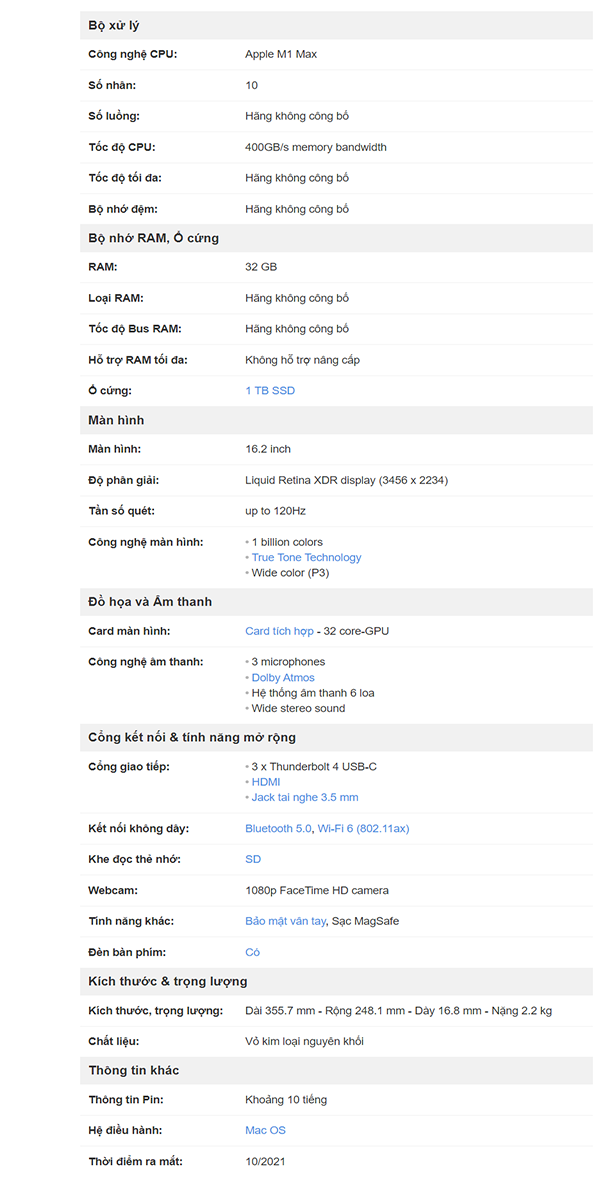 Bộ xử lý
Công nghệ CPU: Apple M1 Max
Số nhân: 10
Số luồng: Hãng không công bố
Tốc độ CPU: 400GB/s memory bandwidth
Tốc độ tối đa: Hãng không công bố
Bộ nhớ đệm: Hãng không công bố
Bộ nhớ RAM, Ổ cứng
RAM: 32 GB
Loại RAM: Hãng không công bố
Tốc độ Bus RAM: Hãng không công bố
Hỗ trợ RAM tối đa: Không hỗ trợ nâng cấp
Ổ cứng: 1 TB SSD
Màn hình
Màn hình: 16.2 inch
Độ phân giải: Liquid Retina XDR display (3456 x 2234)
Tần số quét: up to 120Hz
Công nghệ màn hình: • 1 billion colors
• True Tone Technology
• Wide color (P3)
Đồ họa và Âm thanh
Card màn hình: Card tích hợp - 32 core-GPU
Công nghệ âm thanh: • 3 microphones
• Dolby Atmos
• Hệ thống âm thanh 6 loa
• Wide stereo sound
Cổng kết nối & tính năng mở rộng
Cổng giao tiếp: • 3 x Thunderbolt 4 USB-C
• HDMI
• Jack tai nghe 3.5 mm
Kết nối không dây: Bluetooth 5.0, Wi-Fi 6 (802.11ax)
Khe đọc thẻ nhớ: SD
Webcam: 1080p FaceTime HD camera
Tính năng khác: Bảo mật vân tay, Sạc MagSafe
Đèn bàn phím: Có
Kích thước & trọng lượng
Kích thước, trọng lượng: Dài 355.7 mm - Rộng 248.1 mm - Dày 16.8 mm - Nặng 2.2 kg
Chất liệu: Vỏ kim loại nguyên khối
Thông tin khác
Thông tin Pin: Khoảng 10 tiếng
Hệ điều hành: Mac OS
Thời điểm ra mắt: 10/2021